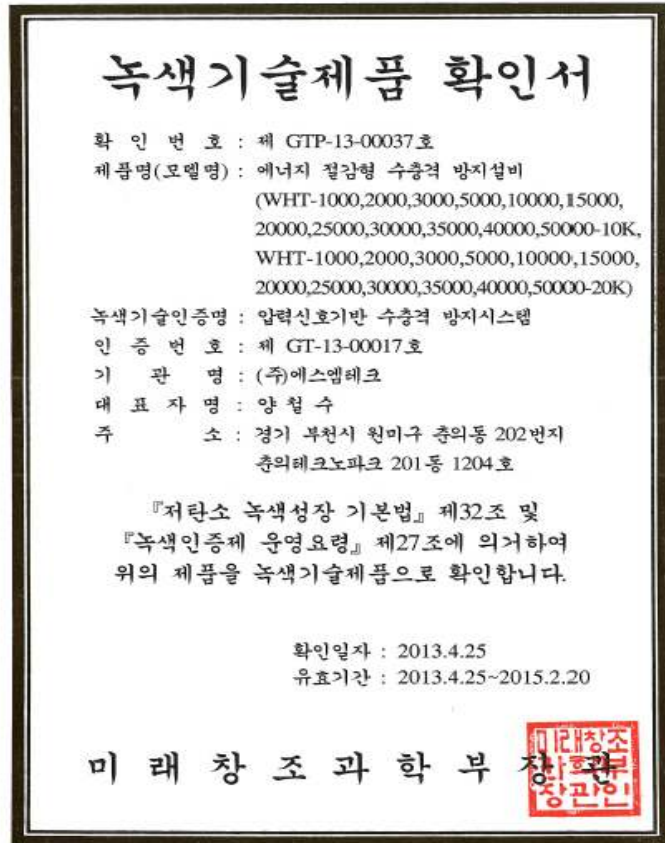 녹색기술제품 확인서
확 인 번 호 : 제 GTP-13-00037호
제품명(모델명) : 에너지 절감형 수충격 방지설비
(WHT-1000,2000,3000,5000,10000,15000,
20000,25000,30000,35000,40000,50000-10K,
WHT-1000,2000,3000,5000,10000,15000,
20000,25000,30000,35000,40000,50000-20K)
녹색기술인증명 : 압력신호기반 수충격 방지시스템
인 증 번 호 : 제 GT-13-00017호
기 관 명 : (주)에스엠테크
대 표 자 명 : 양철수
주 소 : 경기 부천시 원미구 춘의동 202번지
춘의테크노파크 201동 1204호
『저탄소 녹색성장 기본법』 제32조 및
『녹색인증제 운영요령』 제27조에 의거하여
위의 제품을 녹색기술제품으로 확인합니다.
확인일자 : 2013.4.25
유효기간 : 2013.4.25~2015.2.20
미 래 창 조 과 학 부 장 관
미래창조
과학부
장관인